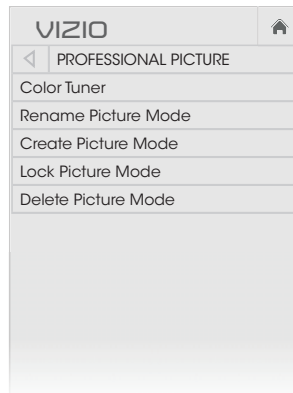 VIZIO
PROFESSIONAL PICTURE
Color Tuner
Rename Picture Mode
Create Picture Mode
Lock Picture Mode
Delete Picture Mode